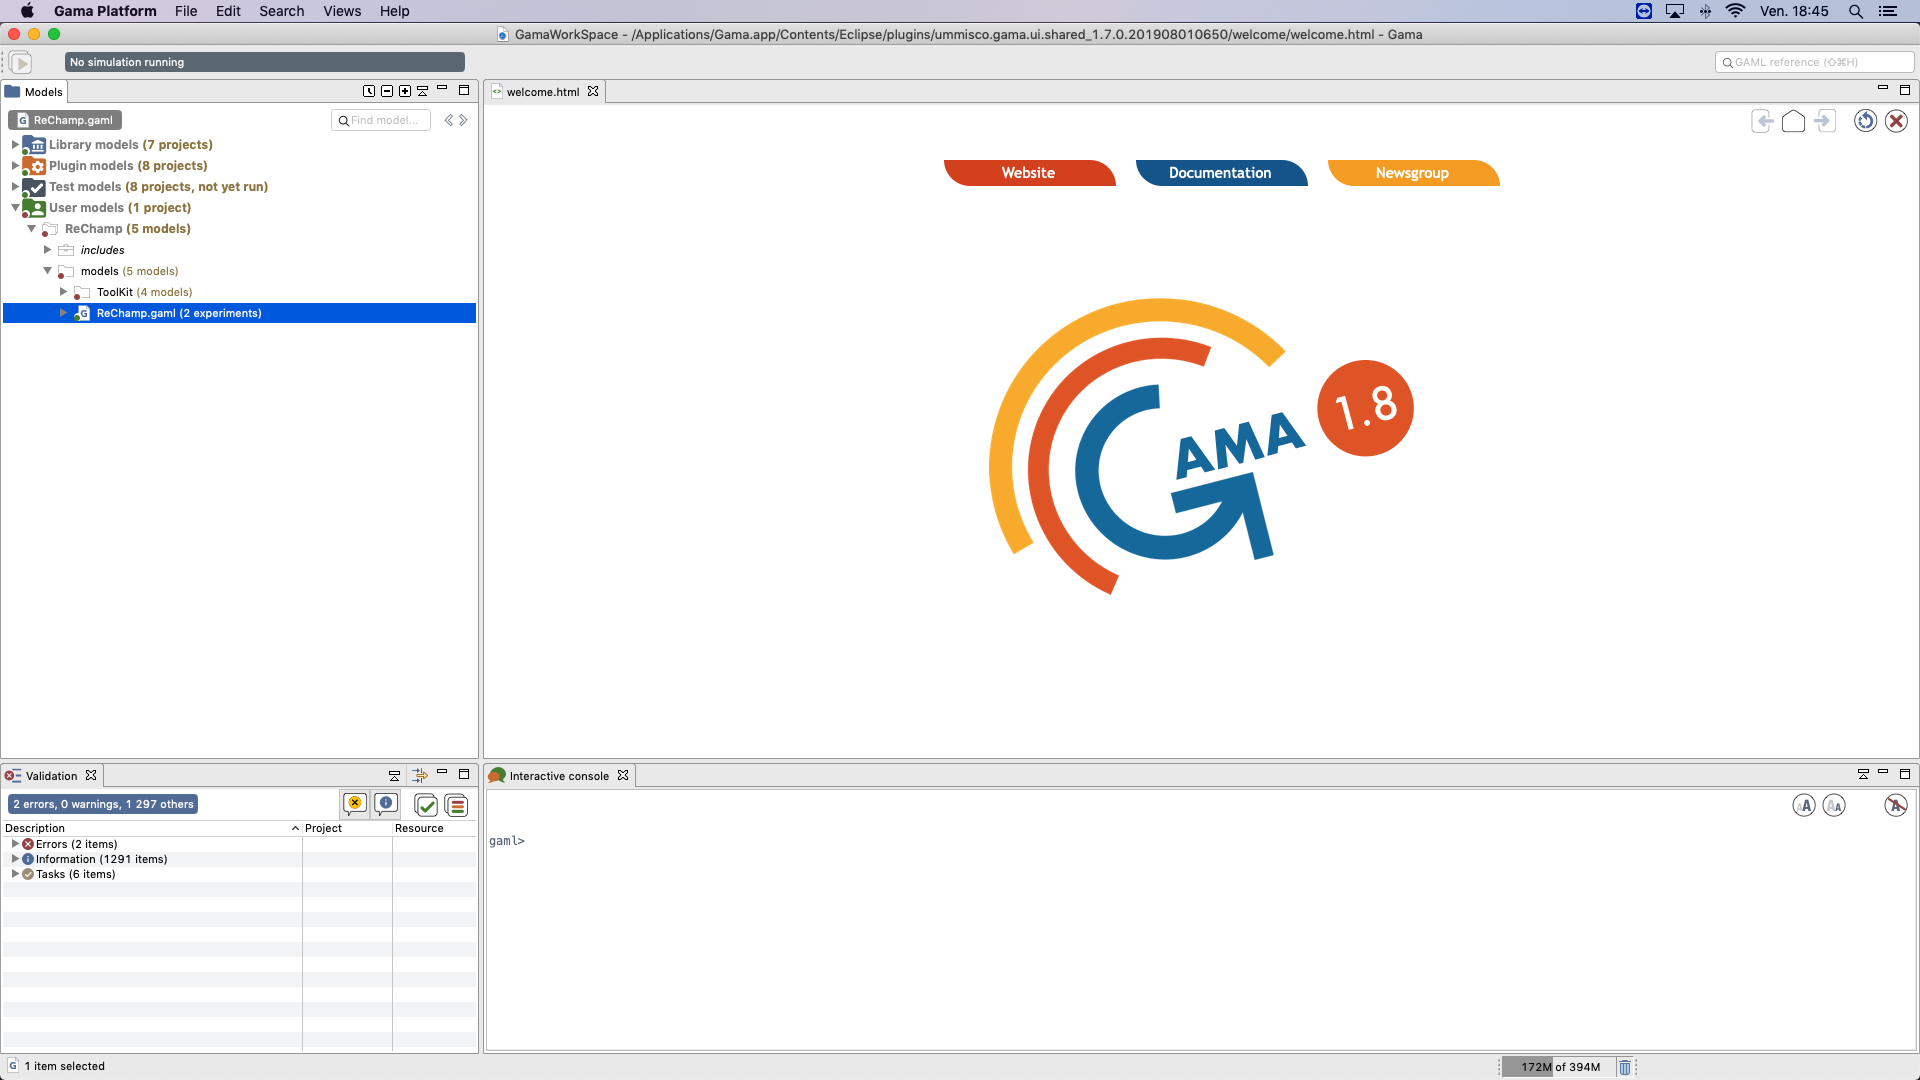 Gama Platform File Edit Search Views Help Ven. 18:45
GamaWorkSpace - /Applications/Gama.app/Contents/Eclipse/plugins/ummisco.gama.ui.shared_1.7.0.201908010650/welcome/welcome.html - Gama
No simulation running
GAML reference (⇧⌘H)
Models
welcome.html
ReChamp.gaml
Find model...
Library models (7 projects)
Plugin models (8 projects)
Test models (8 projects, not yet run)
User models (1 project)
ReChamp (5 models)
includes
models (5 models)
ToolKit (4 models)
ReChamp.gaml (2 experiments)
Website
Documentation
Newsgroup
AMA
1.8
Validation
2 errors, 0 warnings, 1 297 others
Description Project Resource
Errors (2 items)
Information (1291 items)
Tasks (6 items)
Interactive console
gaml>
1 item selected
172M of 394M